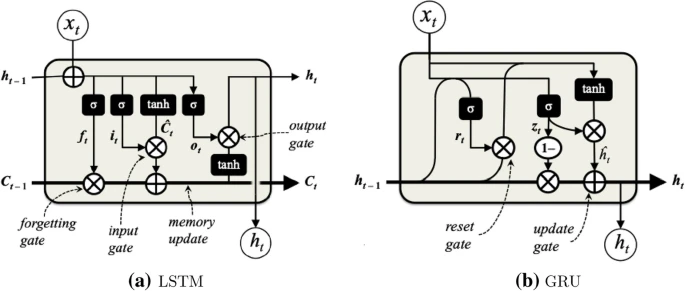 x_t
x_t
h_{t-1}
h_t
σ
σ
tanh
σ
f_t
i_t
Ĉ_t
o_t
output
gate
tanh
C_{t-1}
C_t
forgetting
gate
input
gate
memory
update
h_t
tanh
σ
σ
r_t
z_t
1-
ĥ_t
h_{t-1}
h_t
reset
gate
update
gate
h_t
(a) LSTM
(b) GRU